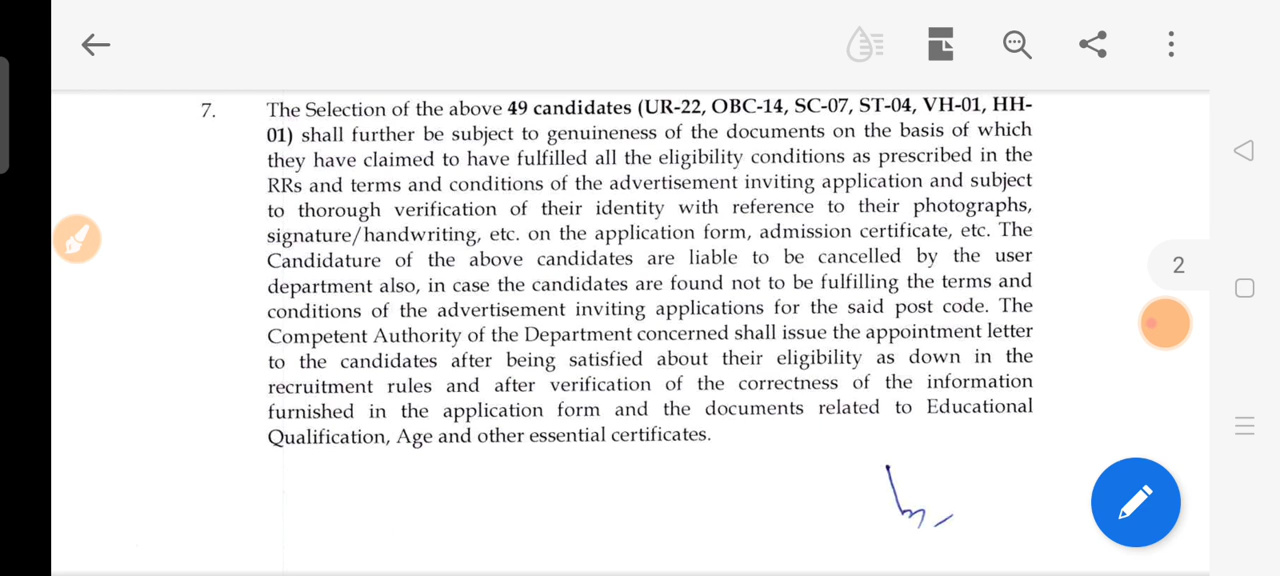 7. The Selection of the above 49 candidates (UR-22, OBC-14, SC-07, ST-04, VH-01, HH-
01) shall further be subject to genuineness of the documents on the basis of which
they have claimed to have fulfilled all the eligibility conditions as prescribed in the
RRs and terms and conditions of the advertisement inviting application and subject
to thorough verification of their identity with reference to their photographs,
signature/handwriting, etc. on the application form, admission certificate, etc. The
Candidature of the above candidates are liable to be cancelled by the user
department also, in case the candidates are found not to be fulfilling the terms and
conditions of the advertisement inviting applications for the said post code. The
Competent Authority of the Department concerned shall issue the appointment letter
to the candidates after being satisfied about their eligibility as down in the
recruitment rules and after verification of the correctness of the information
furnished in the application form and the documents related to Educational
Qualification, Age and other essential certificates.
2